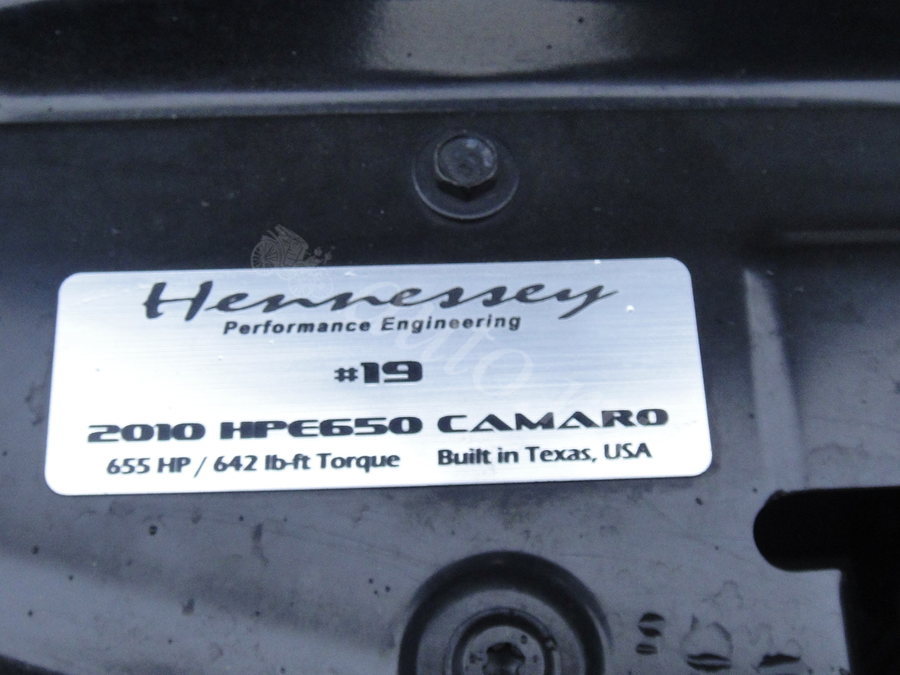 Hennessey
Performance Engineering
#19
2010 HPE650 CAMARO
655 HP / 642 lb-ft Torque Built in Texas, USA